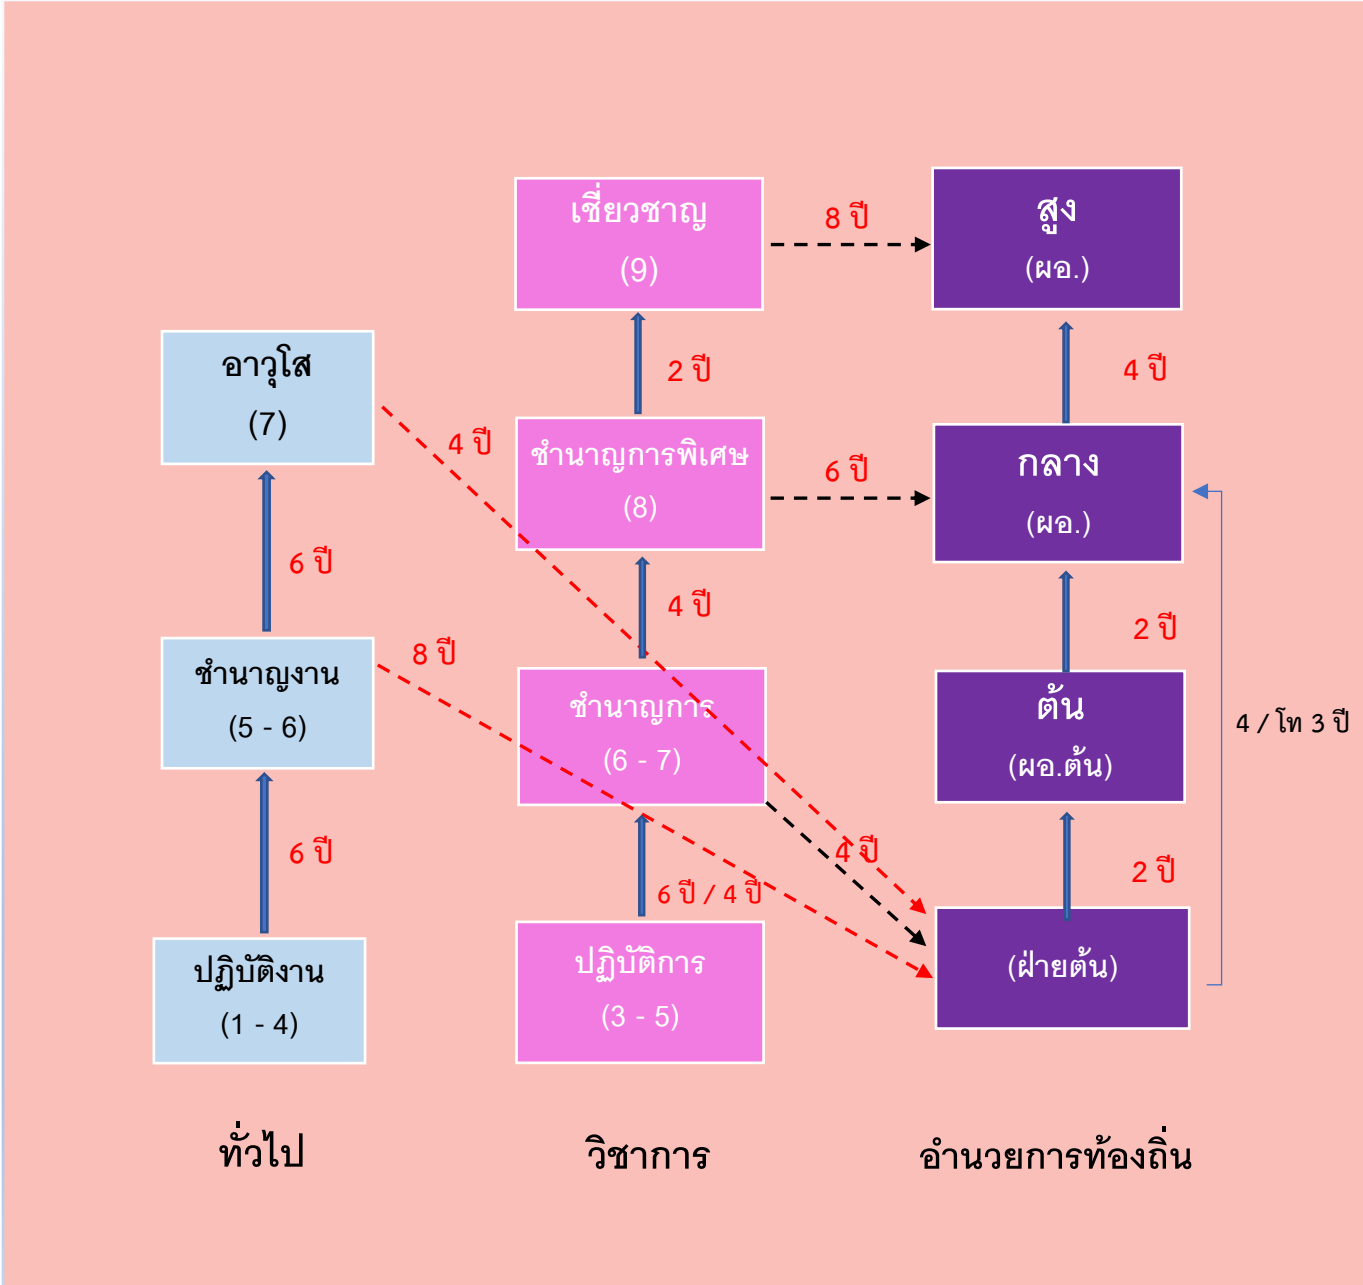 เชี่ยวชาญ
(9)
8 ปี
สูง
(ผอ.)
อาวุโส
(7)
2 ปี
4 ปี
4 ปี
ชำนาญการพิเศษ
(8)
6 ปี
กลาง
(ผอ.)
6 ปี
4 ปี
2 ปี
ชำนาญงาน
(5 - 6)
8 ปี
ชำนาญการ
(6 - 7)
ต้น
(ผอ.ต้น)
4 / โท 3 ปี
6 ปี
6 ปี / 4 ปี
4 ปี
2 ปี
ปฏิบัติงาน
(1 - 4)
ปฏิบัติการ
(3 - 5)
(ฝ่ายต้น)
ทั่วไป
วิชาการ
อำนวยการท้องถิ่น